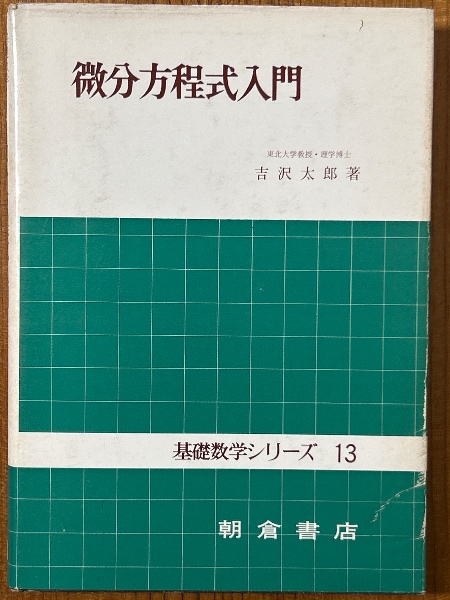 微分方程式入門
東北大学教授・理学博士
吉沢太郎著
基礎数学シリーズ 13
朝倉書店